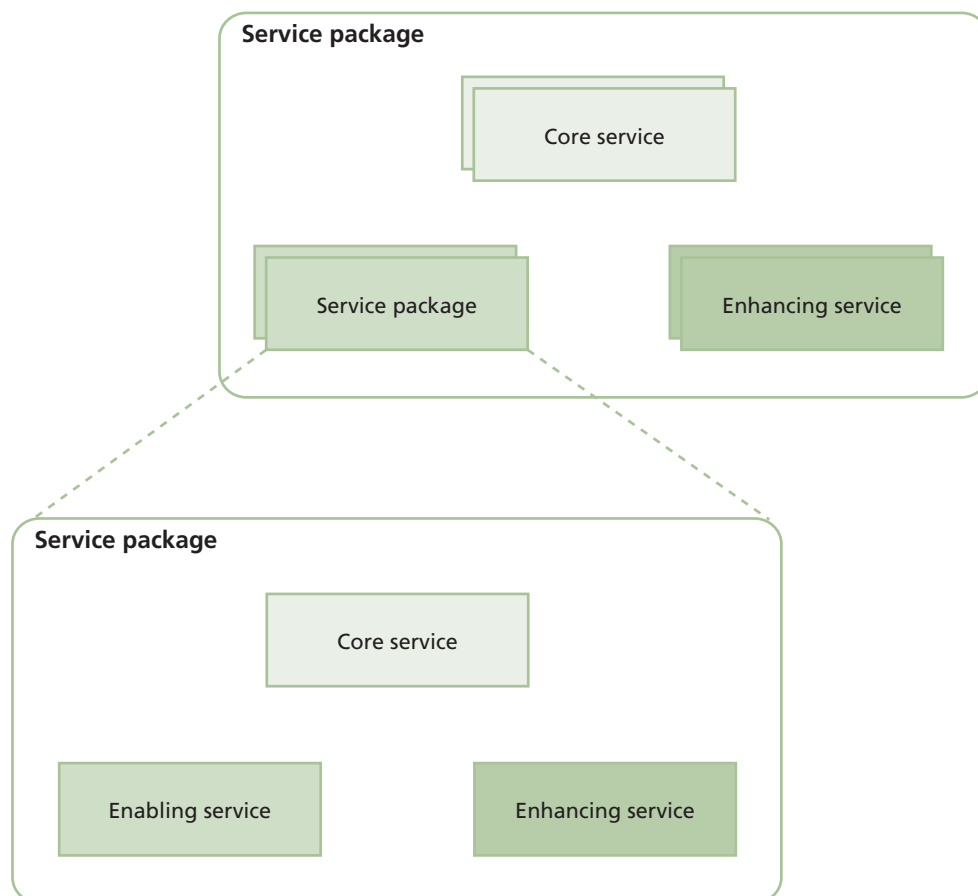 Service package
Core service
Service package
Enhancing service
Service package
Core service
Enabling service
Enhancing service